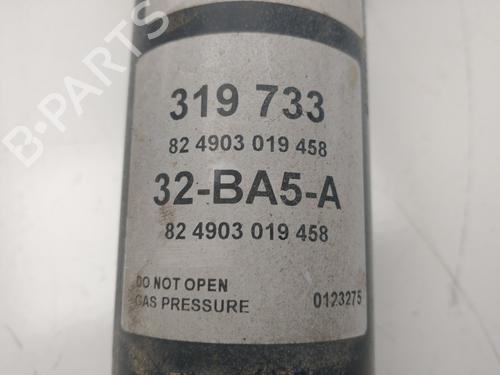 B-PARTS
319 733
82 4903 019 458
32-BA5-A
82 4903 019 458
DO NOT OPEN
GAS PRESSURE 0123275